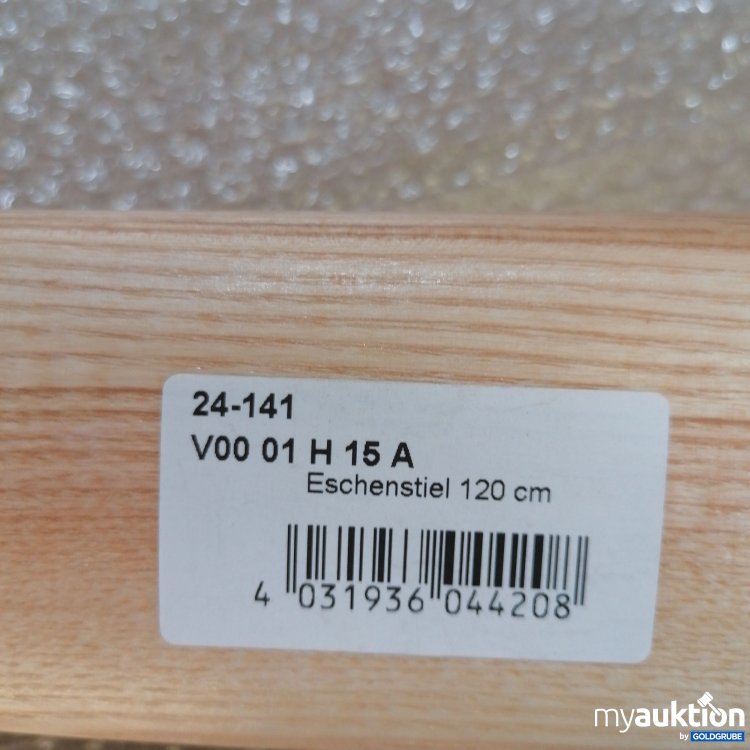 24-141
V00 01 H 15 A
Eschenstiel 120 cm
4 031936 044208
myauktion
by GOLDGRUBE